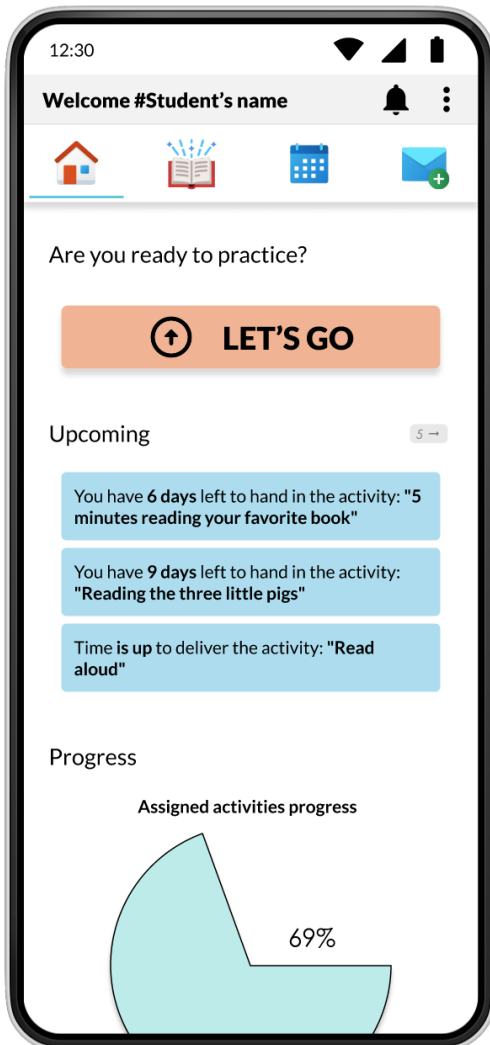 12:30
Welcome #Student’s name
Are you ready to practice?
LET’S GO
Upcoming
5 →
You have 6 days left to hand in the activity: "5
minutes reading your favorite book"
You have 9 days left to hand in the activity:
"Reading the three little pigs"
Time is up to deliver the activity: "Read
aloud"
Progress
Assigned activities progress
69%